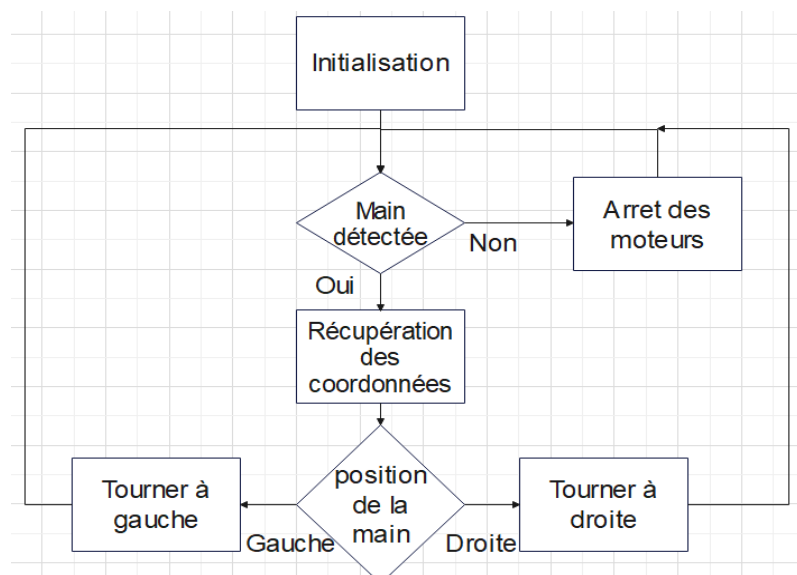 Initialisation
Main
détectée
Non
Arret des
moteurs
Oui
Récupération
des
coordonnées
position
de la
main
Gauche
Tourner à
gauche
Droite
Tourner à
droite